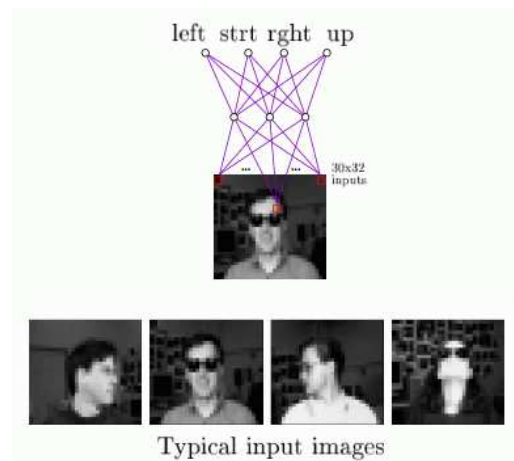 left strt rght up
... ...
30x32
inputs
Typical input images